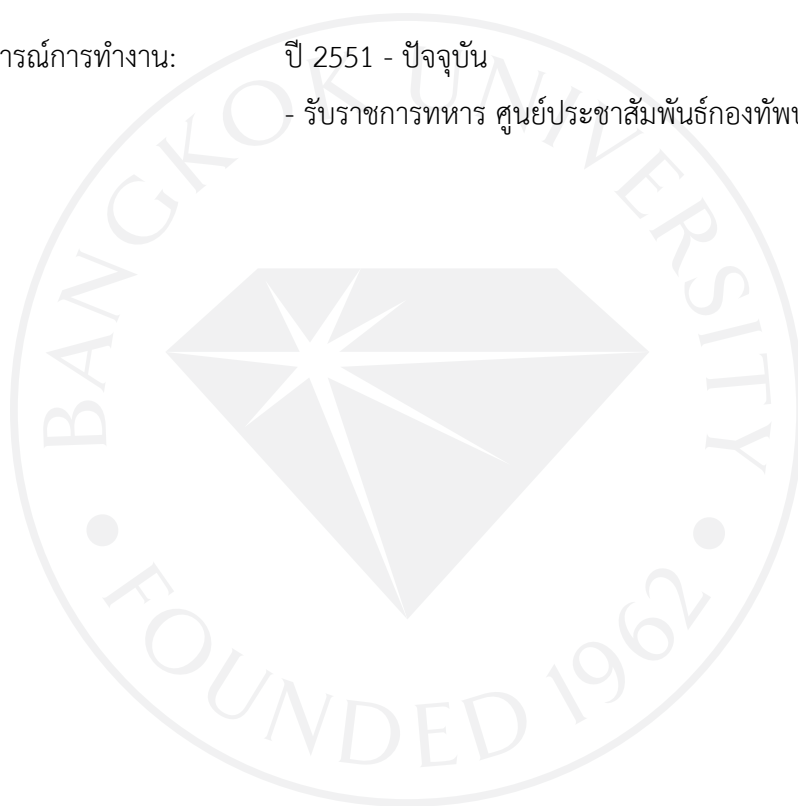 ารณ์การทำงาน: ปี 2551 - ปัจจุบัน
- รับราชการทหาร ศูนย์ประชาสัมพันธ์กองทัพ
BANGKOK UNIVERSITY
FOUNDED 1962